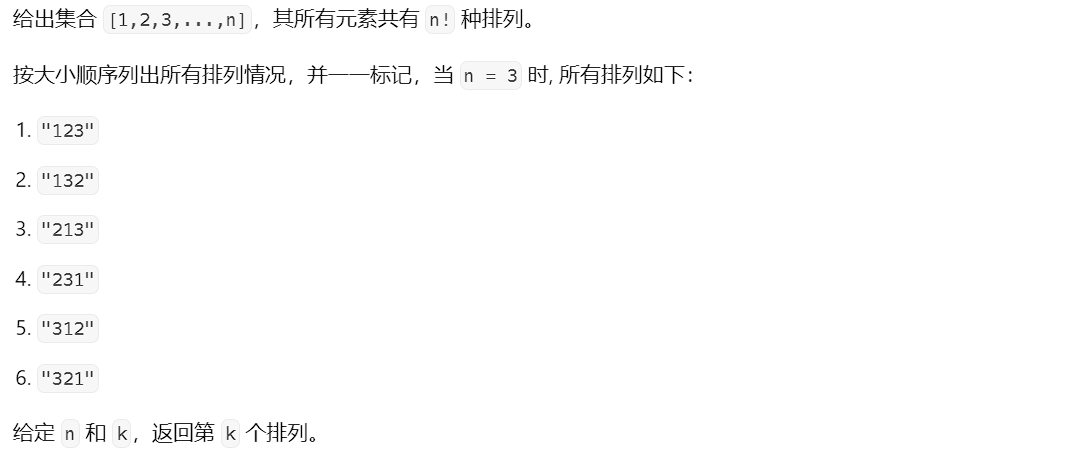 给出集合 [1,2,3,...,n]，其所有元素共有 n! 种排列。
按大小顺序列出所有排列情况，并一一标记，当 n = 3 时, 所有排列如下：
1. "123"
2. "132"
3. "213"
4. "231"
5. "312"
6. "321"
给定 n 和 k，返回第 k 个排列。